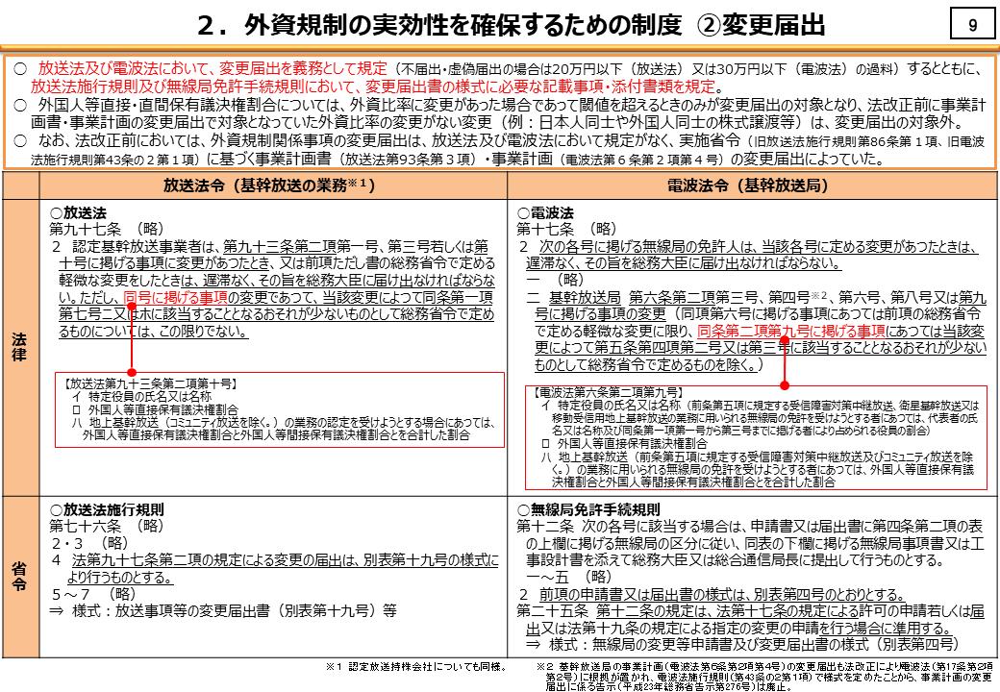 ２．外資規制の実効性を確保するための制度 ②変更届出
9
○ 放送法及び電波法において、変更届出を義務として規定（不届出・虚偽届出の場合は20万円以下（放送法）又は30万円以下（電波法）の過料）するとともに、
放送法施行規則及び無線局免許手続規則において、変更届出書の様式に必要な記載事項・添付書類を規定。
○ 外国人等直接・直間保有議決権割合については、外資比率に変更があった場合であって閾値を超えるときのみが変更届出の対象となり、法改正前に事業計
画書・事業計画の変更届出で対象となっていた外資比率の変更がない変更（例：日本人同士や外国人同士の株式譲渡等）は、変更届出の対象外。
○ なお、法改正前においては、外資規制関係事項の変更届出は、放送法及び電波法において規定がなく、実施省令（旧放送法施行規則第86条第１項、旧電波
法施行規則第43条の２第１項）に基づく事業計画書（放送法第93条第３項）・事業計画（電波法第６条第２項第４号）の変更届出によっていた。
放送法令（基幹放送の業務※１）
電波法令（基幹放送局）
法律
○放送法
第九十七条 （略）
２ 認定基幹放送事業者は、第九十三条第二項第一号、第三号若しくは第
十号に掲げる事項に変更があつたとき、又は前項ただし書の総務省令で定める
軽微な変更をしたときは、遅滞なく、その旨を総務大臣に届け出なければならな
い。ただし、同号に掲げる事項の変更であつて、当該変更によつて同条第一項
第七号ニ又はホに該当することとなるおそれが少ないものとして総務省令で定め
るものについては、この限りでない。
【放送法第九十三条第二項第十号】
イ 特定役員の氏名又は名称
ロ 外国人等直接保有議決権割合
ハ 地上基幹放送（コミュニティ放送を除く。）の業務の認定を受けようとする場合にあつては、
外国人等直接保有議決権割合と外国人等間接保有議決権割合とを合計した割合
○電波法
第十七条 （略）
２ 次の各号に掲げる無線局の免許人は、当該各号に定める変更があつたときは、
遅滞なく、その旨を総務大臣に届け出なければならない。
一 （略）
二 基幹放送局 第六条第二項第三号、第四号※２、第六号、第八号又は第九
号に掲げる事項の変更（同項第六号に掲げる事項にあつては前項の総務省令
で定める軽微な変更に限り、同条第二項第九号に掲げる事項にあつては当該変
更によつて第五条第四項第二号又は第三号に該当することとなるおそれが少ない
ものとして総務省令で定めるものを除く。）
【電波法第六条第二項第九号】
イ 特定役員の氏名又は名称（前条第五項に規定する受信障害対策中継放送、衛星基幹放送又は
移動受信用地上基幹放送の業務に用いられる無線局の免許を受けようとする者にあつては、代表者の氏
名又は名称及び同条第一項第一号から第三号までに掲げる者により占められる役員の割合）
ロ 外国人等直接保有議決権割合
ハ 地上基幹放送（前条第五項に規定する受信障害対策中継放送及びコミュニティ放送を除
く。）の業務に用いられる無線局の免許を受けようとする者にあつては、外国人等直接保有議
決権割合と外国人等間接保有議決権割合とを合計した割合
省令
○放送法施行規則
第七十六条 （略）
２・３ （略）
４ 法第九十七条第二項の規定による変更の届出は、別表第十九号の様式に
より行うものとする。
５～７ （略）
⇒ 様式：放送事項等の変更届出書（別表第十九号）等
○無線局免許手続規則
第十二条 次の各号に該当する場合は、申請書又は届出書に第四条第二項の表
の上欄に掲げる無線局の区分に従い、同表の下欄に掲げる無線局事項書又は工
事設計書を添えて総務大臣又は総合通信局長に提出して行うものとする。
一～五 （略）
２ 前項の申請書又は届出書の様式は、別表第四号のとおりとする。
第二十五条 第十二条の規定は、法第十七条の規定による許可の申請若しくは届
出又は法第十九条の規定による指定の変更の申請を行う場合に準用する。
⇒ 様式：無線局の変更等申請書及び変更届出書の様式（別表第四号）
※１ 認定放送持株会社についても同様。
※２ 基幹放送局の事業計画（電波法第６条第２項第４号）の変更届出も法改正により電波法（第17条第２項
第２号）に根拠が置かれ、電波法施行規則（第43条の２第１項）で様式を定めたことから、事業計画の変更
届出に係る告示（平成23年総務省告示第276号）は廃止。